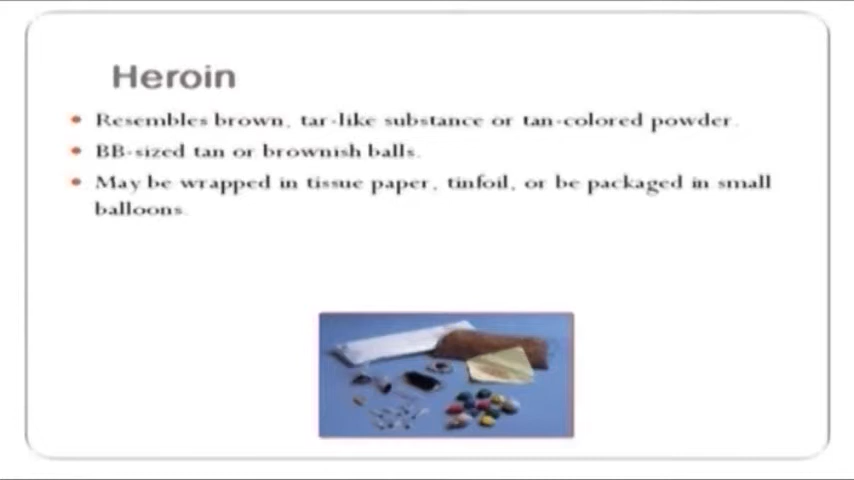 Heroin
Resembles brown, tar-like substance or tan-colored powder.
BB-sized tan or brownish balls.
May be wrapped in tissue paper, tinfoil, or be packaged in small
balloons.